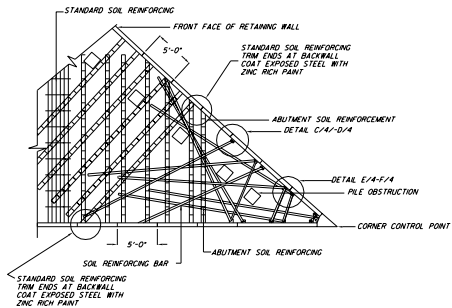 STANDARD SOIL REINFORCING
FRONT FACE OF RETAINING WALL
5'-0"
STANDARD SOIL REINFORCING
TRIM ENDS AT BACKWALL
COAT EXPOSED STEEL WITH
ZINC RICH PAINT
ABUTMENT SOIL REINFORCEMENT
DETAIL C/4/-D/4
DETAIL E/4-F/4
PILE OBSTRUCTION
CORNER CONTROL POINT
5'-0"
ABUTMENT SOIL REINFORCING
SOIL REINFORCING BAR
STANDARD SOIL REINFORCING
TRIM ENDS AT BACKWALL
COAT EXPOSED STEEL WITH
ZINC RICH PAINT